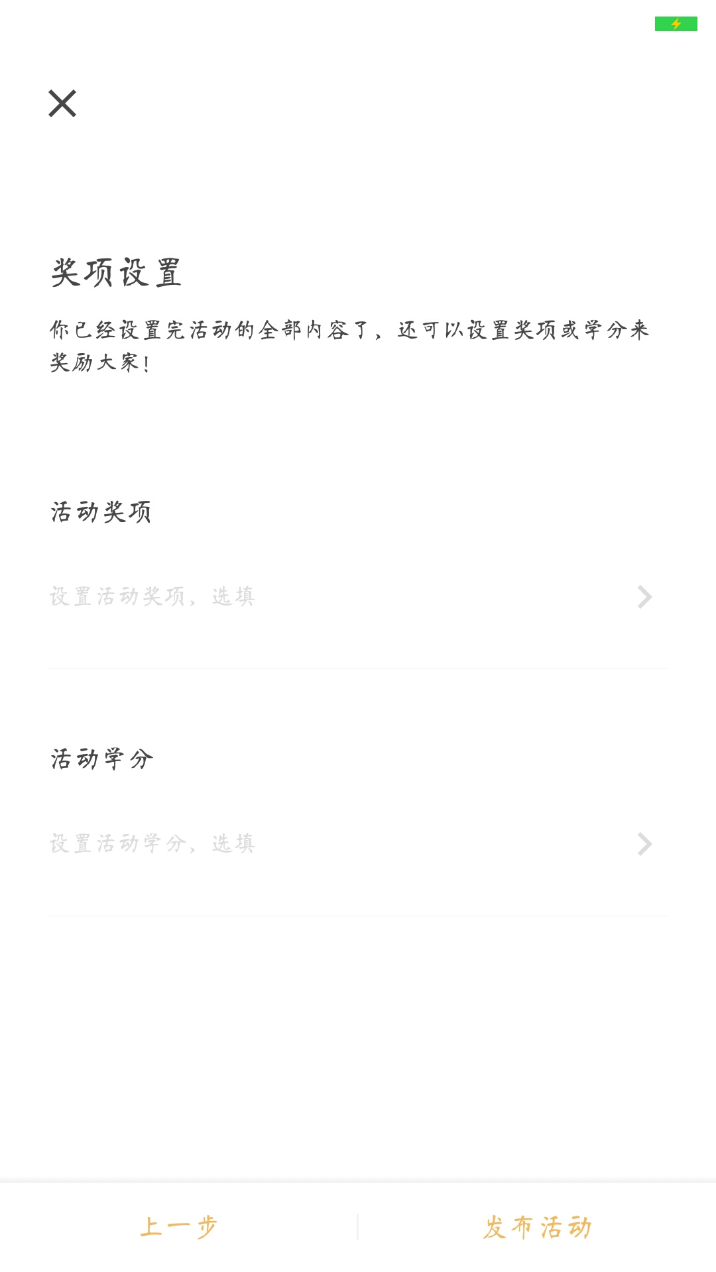 奖项设置
你已经设置完活动的全部内容了，还可以设置奖项或学分来
奖励大家！
活动奖项
设置活动奖项，选填
活动学分
设置活动学分，选填
上一步
发布活动